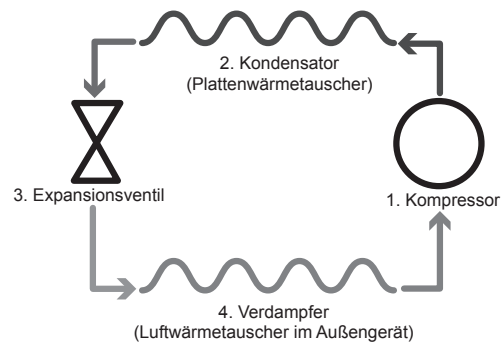 2. Kondensator
(Plattenwärmetauscher)
3. Expansionsventil
1. Kompressor
4. Verdampfer
(Luftwärmetauscher im Außengerät)